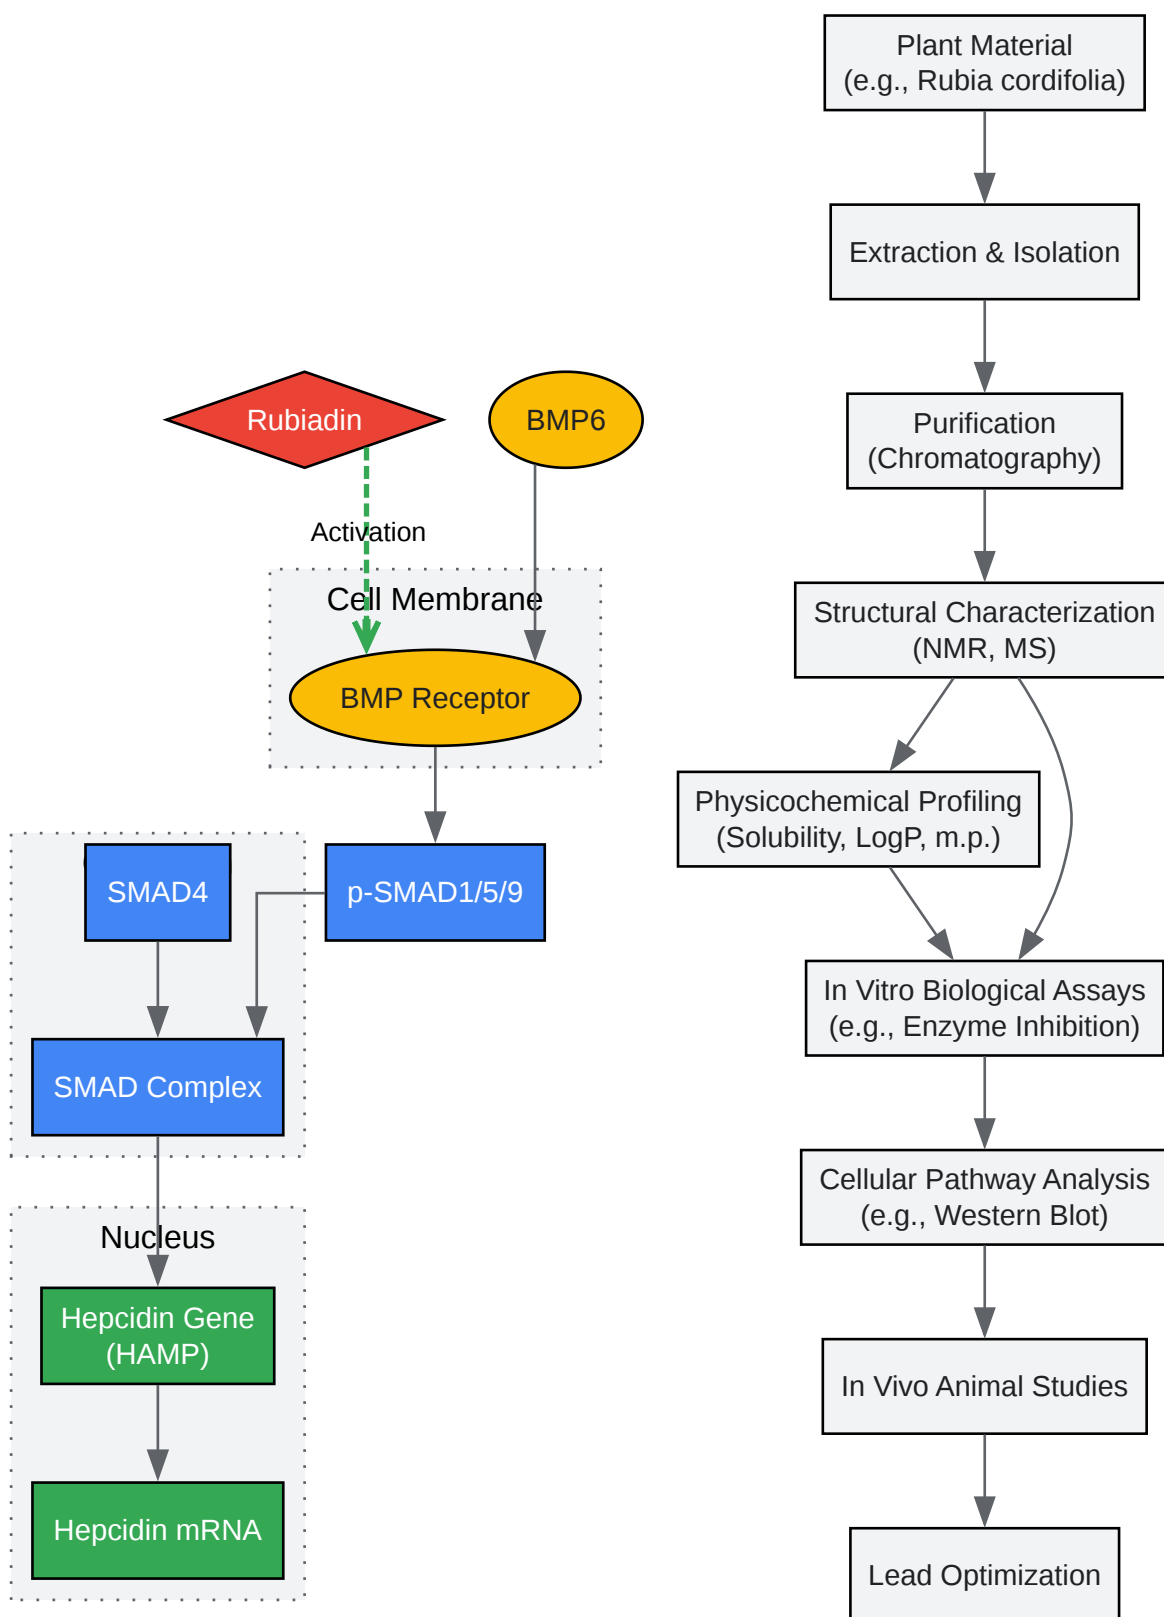 Rubiadin
BMP6
Activation
Cell Membrane
BMP Receptor
SMAD4
p-SMAD1/5/9
SMAD Complex
Nucleus
Hepcidin Gene
(HAMP)
Hepcidin mRNA
Plant Material
(e.g., Rubia cordifolia)
Extraction & Isolation
Purification
(Chromatography)
Structural Characterization
(NMR, MS)
Physicochemical Profiling
(Solubility, LogP, m.p.)
In Vitro Biological Assays
(e.g., Enzyme Inhibition)
Cellular Pathway Analysis
(e.g., Western Blot)
In Vivo Animal Studies
Lead Optimization